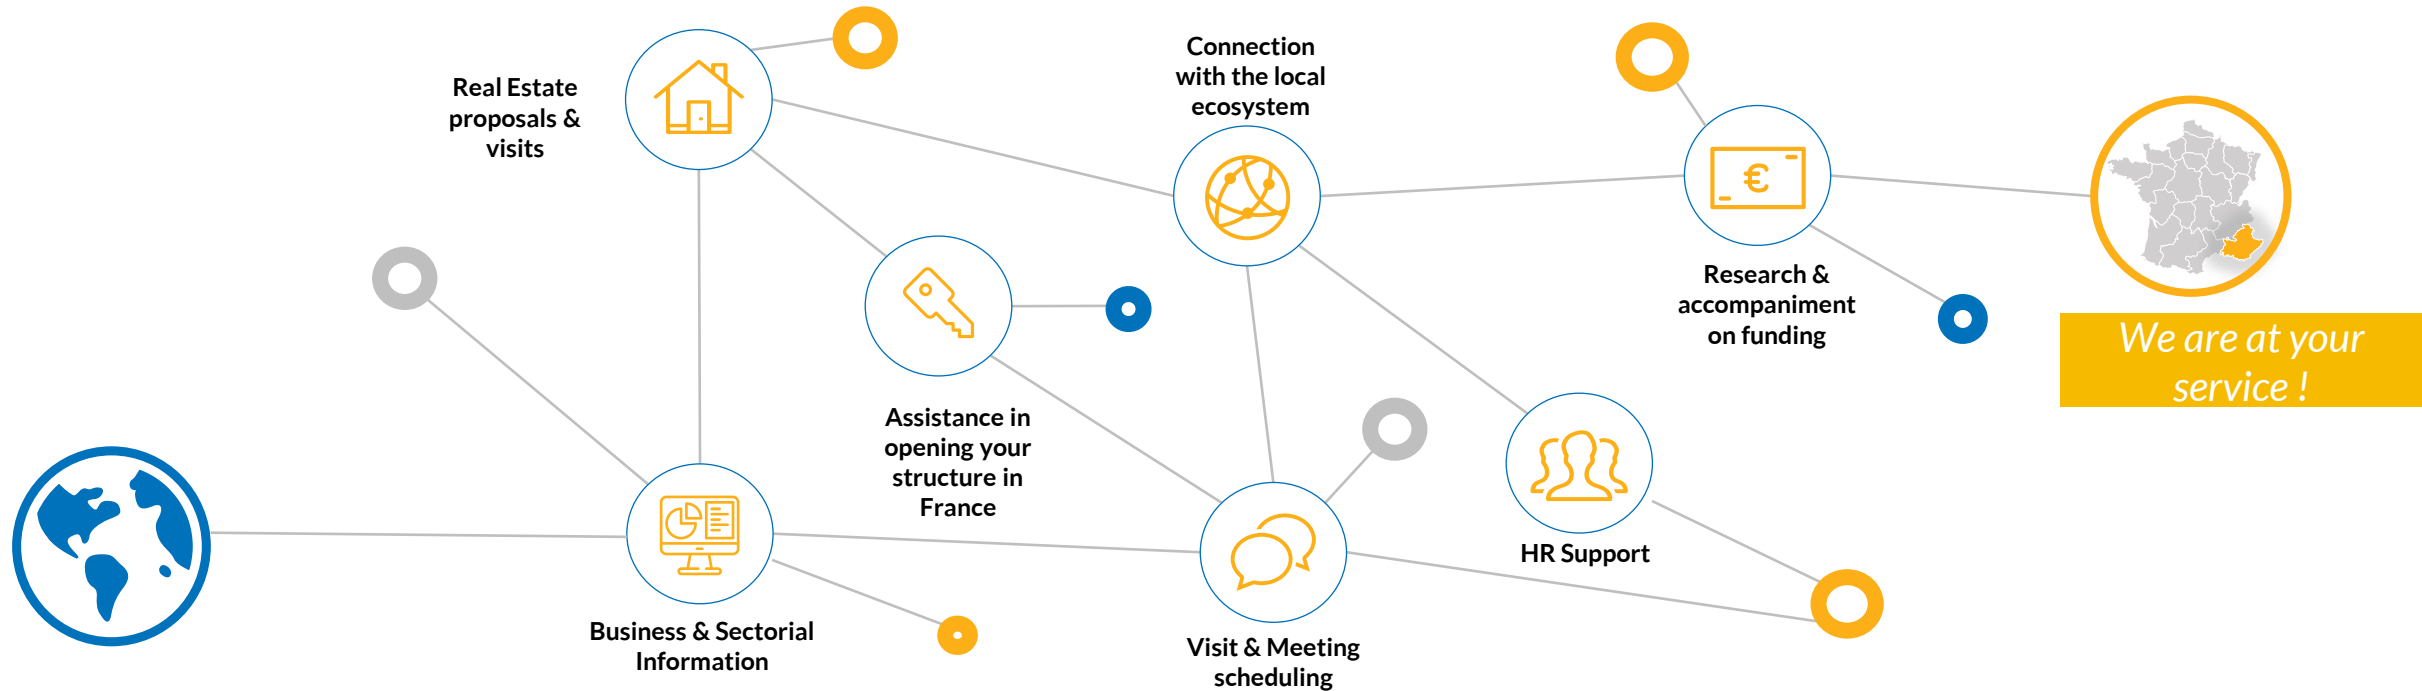 Real Estate
proposals &
visits
Connection
with the local
ecosystem
€
Research &
accompaniment
on funding
We are at your
service !
Assistance in
opening your
structure in
France
HR Support
Business & Sectorial
Information
Visit & Meeting
scheduling